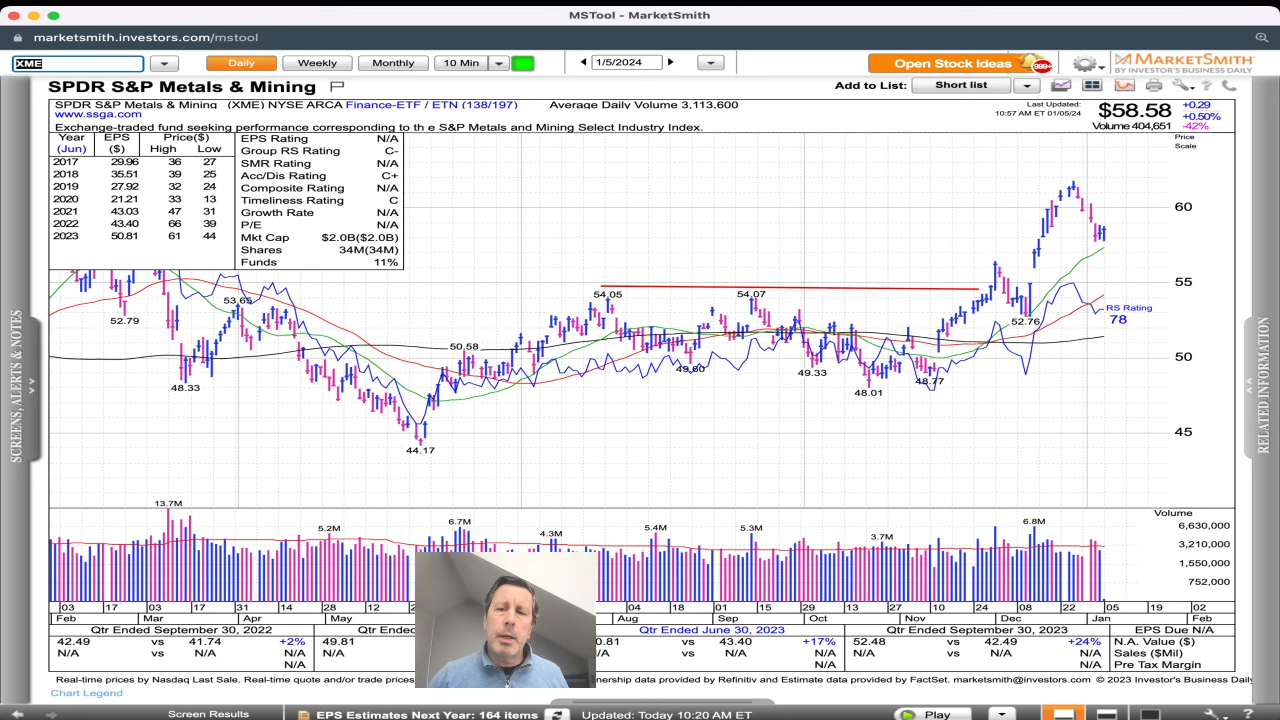 MSTool - MarketSmith
marketsmith.investors.com/mstool
XME Daily Weekly Monthly 10 Min 1/5/2024 Open Stock Ideas 999+ MarketSmith
BY INVESTOR'S BUSINESS DAILY
SPDR S&P Metals & Mining Add to List: Short list
SPDR S&P Metals & Mining (XME) NYSE ARCA Finance-ETF / ETN (138/197) Average Daily Volume 3,113,600
www.ssga.com
Exchange-traded fund seeking performance corresponding to th e S&P Metals and Mining Select Industry Index.
Last Updated:
10:57 AM ET 01/05/24
$58.58 +0.29
+0.50%
Volume 404,651 -42%
Year EPS Price($)
(Jun) ($) High Low
2017 29.96 36 27
2018 35.51 39 25
2019 27.92 32 24
2020 21.21 33 13
2021 43.03 47 31
2022 43.40 66 39
2023 50.81 61 44
EPS Rating N/A
Group RS Rating C-
SMR Rating N/A
Acc/Dis Rating C+
Composite Rating N/A
Timeliness Rating C
Growth Rate N/A
P/E N/A
Mkt Cap $2.0B($2.0B)
Shares 34M(34M)
Funds 11%
Price
Scale
60
55
50
45
52.79
48.33
53.65
44.17
50.58
54.05
49.60
54.07
49.33
48.01
48.77
52.76
RS Rating
78
13.7M
5.2M
6.7M
4.3M
5.4M
5.3M
3.7M
6.8M
Volume
6,630,000
3,210,000
1,550,000
752,000
03 17 03 17 31 14 28 12 04 18 01 15 29 13 27 10 24 08 22 05 19 02
Feb Mar Apr May Aug Sep Oct Nov Dec Jan Feb
Qtr Ended September 30, 2022 Qtr Ended June 30, 2023 Qtr Ended September 30, 2023 EPS Due N/A
42.49 vs 41.74 +2% 49.81 0.81 vs 43.40 +17% 52.48 vs 42.49 +24% N.A. Value ($)
N/A vs N/A N/A N/A vs N/A vs N/A N/A vs N/A N/A Sales ($Mil)
N/A N/A N/A Pre Tax Margin
Real-time prices by Nasdaq Last Sale. Real-time quote and/or trade prices nership data provided by Refinitiv and Estimate data provided by FactSet. marketsmith@investors.com © 2023 Investor's Business Daily
Chart Legend
SCREENS, ALERTS & NOTES
RELATED INFORMATION
Screen Results EPS Estimates Next Year: 164 items Updated: Today 10:20 AM ET Play